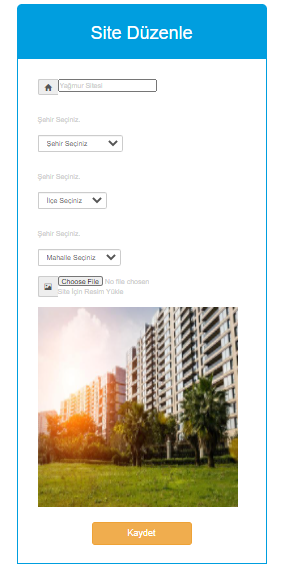 Site Düzenle
Yağmur Sitesi
Şehir Seçiniz.
Şehir Seçiniz
Şehir Seçiniz.
İlçe Seçiniz
Şehir Seçiniz.
Mahalle Seçiniz
Choose File No file chosen
Site İçin Resim Yükle
Kaydet